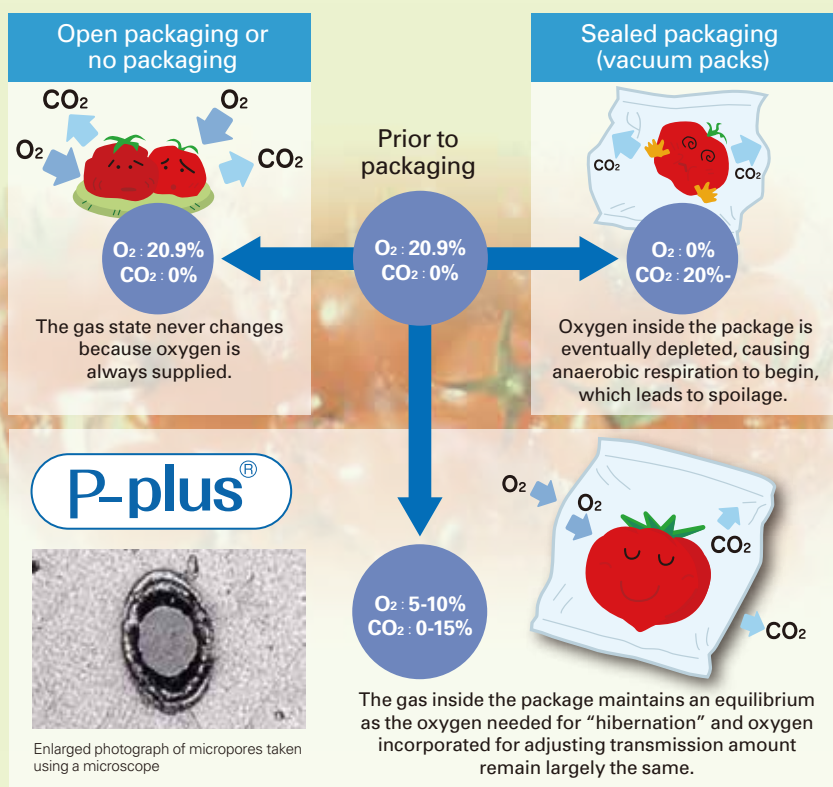 Open packaging or
no packaging
CO2
O2
O2
CO2
O2 : 20.9%
CO2 : 0%
The gas state never changes
because oxygen is
always supplied.
Prior to
packaging
O2 : 20.9%
CO2 : 0%
Sealed packaging
(vacuum packs)
CO2
CO2
O2 : 0%
CO2 : 20%-
Oxygen inside the package is
eventually depleted, causing
anaerobic respiration to begin,
which leads to spoilage.
P-plus®
Enlarged photograph of micropores taken
using a microscope
O2 : 5-10%
CO2 : 0-15%
O2
O2
CO2
CO2
The gas inside the package maintains an equilibrium
as the oxygen needed for “hibernation” and oxygen
incorporated for adjusting transmission amount
remain largely the same.